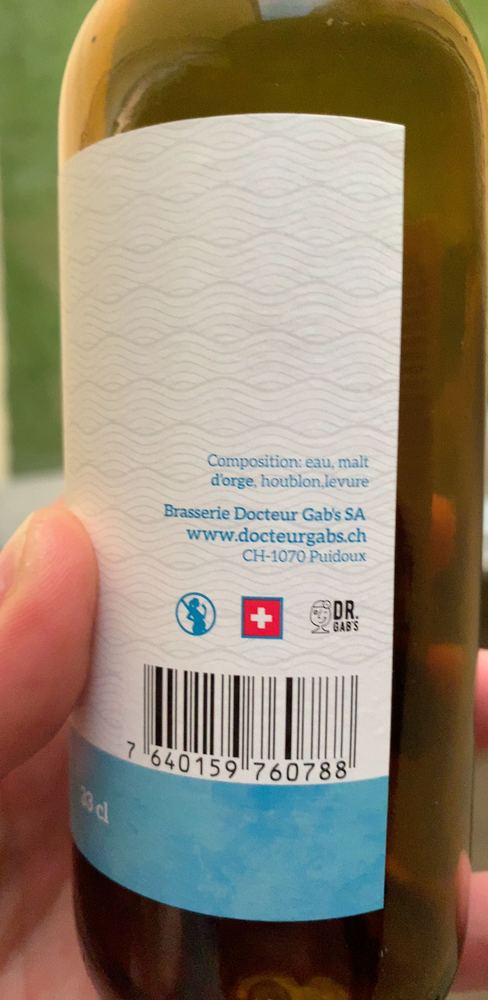 Composition: eau, malt
d'orge, houblon,levure
Brasserie Docteur Gab's SA
www.docteurgabs.ch
CH-1070 Puidoux
DR.
GAB'S
7 640159 760788
33 cl